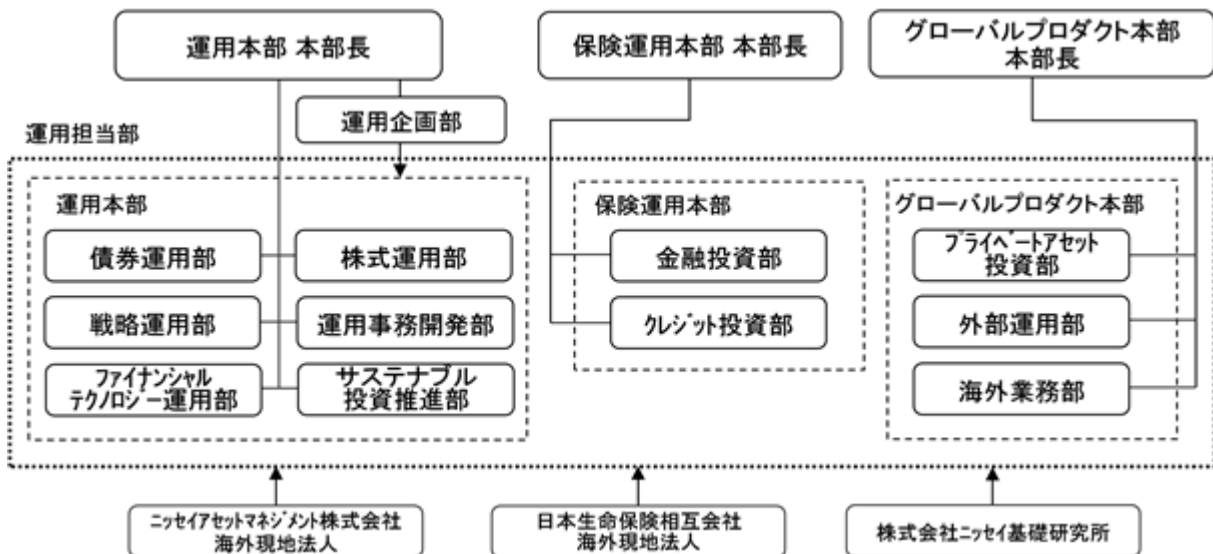 運用本部 本部長
保険運用本部 本部長
グローバルプロダクト本部
本部長
運用企画部
運用担当部
運用本部
保険運用本部
グローバルプロダクト本部
債券運用部
株式運用部
金融投資部
プライベートアセット
投資部
戦略運用部
運用事務開発部
クレジット投資部
外部運用部
ファイナンシャル
テクノロジー運用部
サステナブル
投資推進部
海外業務部
ニッセイアセットマネジメント株式会社
海外現地法人
日本生命保険相互会社
海外現地法人
株式会社ニッセイ基礎研究所